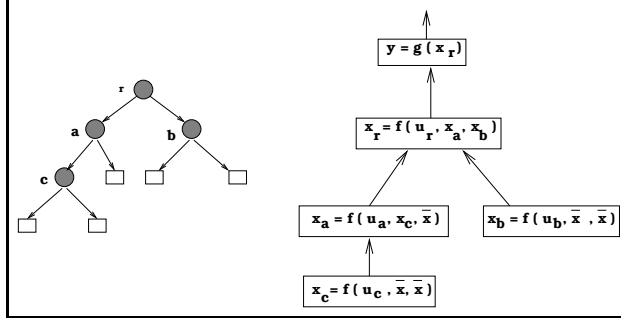 r
a
b
c
y = g ( x_r )
x_r = f ( u_r , x_a , x_b )
x_a = f ( u_a , x_c , x̄ )
x_b = f ( u_b , x̄ , x̄ )
x_c = f ( u_c , x̄ , x̄ )